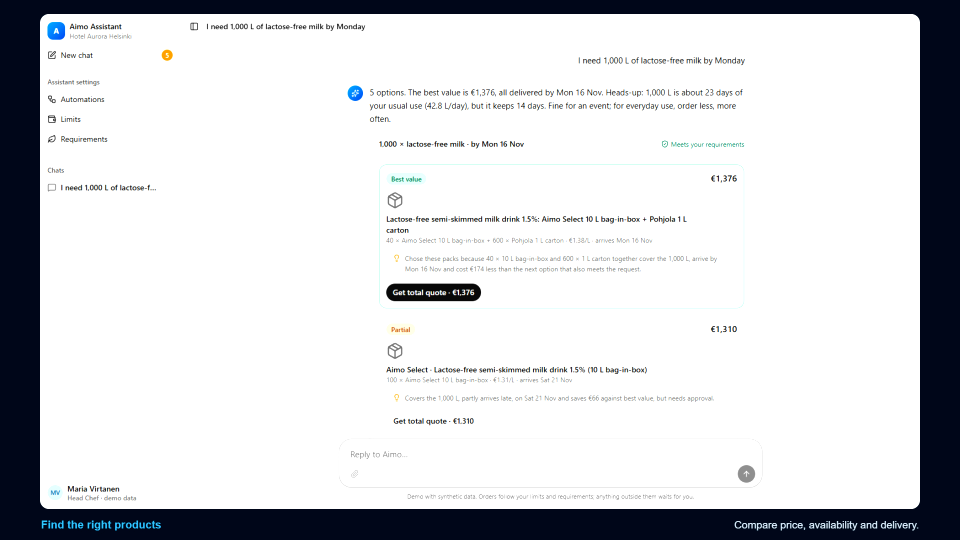 A
Aimo Assistant
Hotel Aurora Helsinki
New chat
3
Assistant settings
Automations
Limits
Requirements
Chats
I need 1,000 L of lactose-f...
MV
Maria Virtanen
Head Chef · demo data
I need 1,000 L of lactose-free milk by Monday
I need 1,000 L of lactose-free milk by Monday
5 options. The best value is €1,376, all delivered by Mon 16 Nov. Heads-up: 1,000 L is about 23 days of
your usual use (42.8 L/day), but it keeps 14 days. Fine for an event; for everyday use, order less, more
often.
1,000 × lactose-free milk · by Mon 16 Nov
Meets your requirements
Best value
€1,376
Lactose-free semi-skimmed milk drink 1.5%: Aimo Select 10 L bag-in-box + Pohjola 1 L
carton
40 × Aimo Select 10 L bag-in-box + 600 × Pohjola 1 L carton · €1.38/L · arrives Mon 16 Nov
Chose these packs because 40 × 10 L bag-in-box and 600 × 1 L carton together cover the 1,000 L, arrive by
Mon 16 Nov and cost €174 less than the next option that also meets the request.
Get total quote · €1,376
Partial
€1,310
Aimo Select · Lactose-free semi-skimmed milk drink 1.5% (10 L bag-in-box)
100 × Aimo Select 10 L bag-in-box · €1.31/L · arrives Sat 21 Nov
Covers the 1,000 L, partly arrives late, on Sat 21 Nov and saves €66 against best value, but needs approval.
Get total quote · €1,310
Reply to Aimo...
Demo with synthetic data. Orders follow your limits and requirements; anything outside them waits for you.
Find the right products
Compare price, availability and delivery.